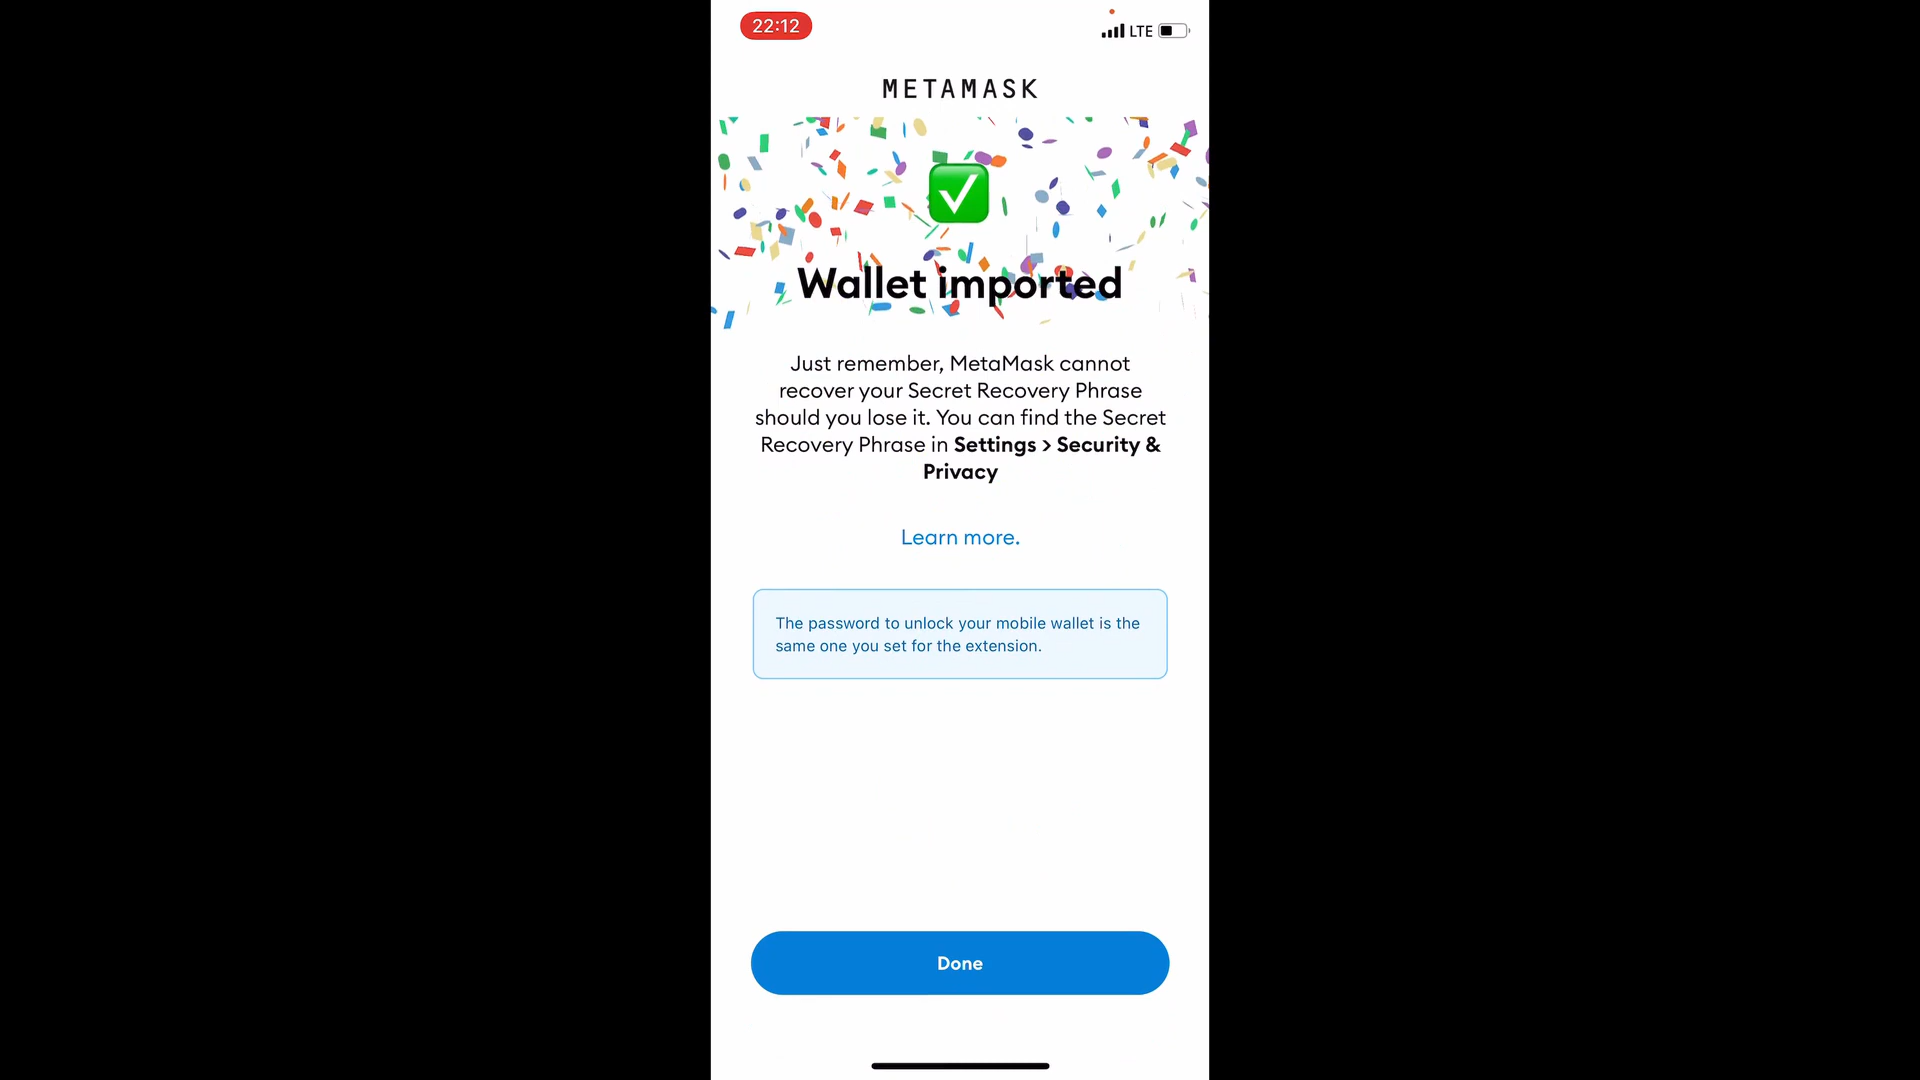 22:12
LTE
METAMASK
Wallet imported
Just remember, MetaMask cannot
recover your Secret Recovery Phrase
should you lose it. You can find the Secret
Recovery Phrase in Settings > Security &
Privacy
Learn more.
The password to unlock your mobile wallet is the
same one you set for the extension.
Done